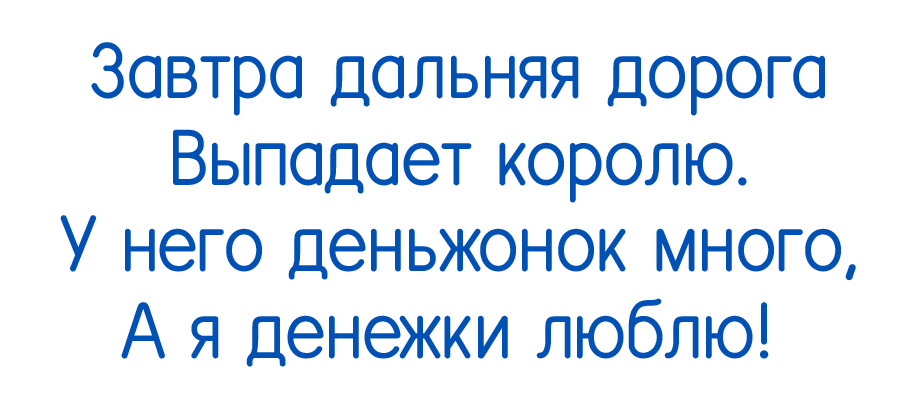 Завтра дальняя дорога
Выпадает королю.
У него деньжонок много,
А я денежки люблю!